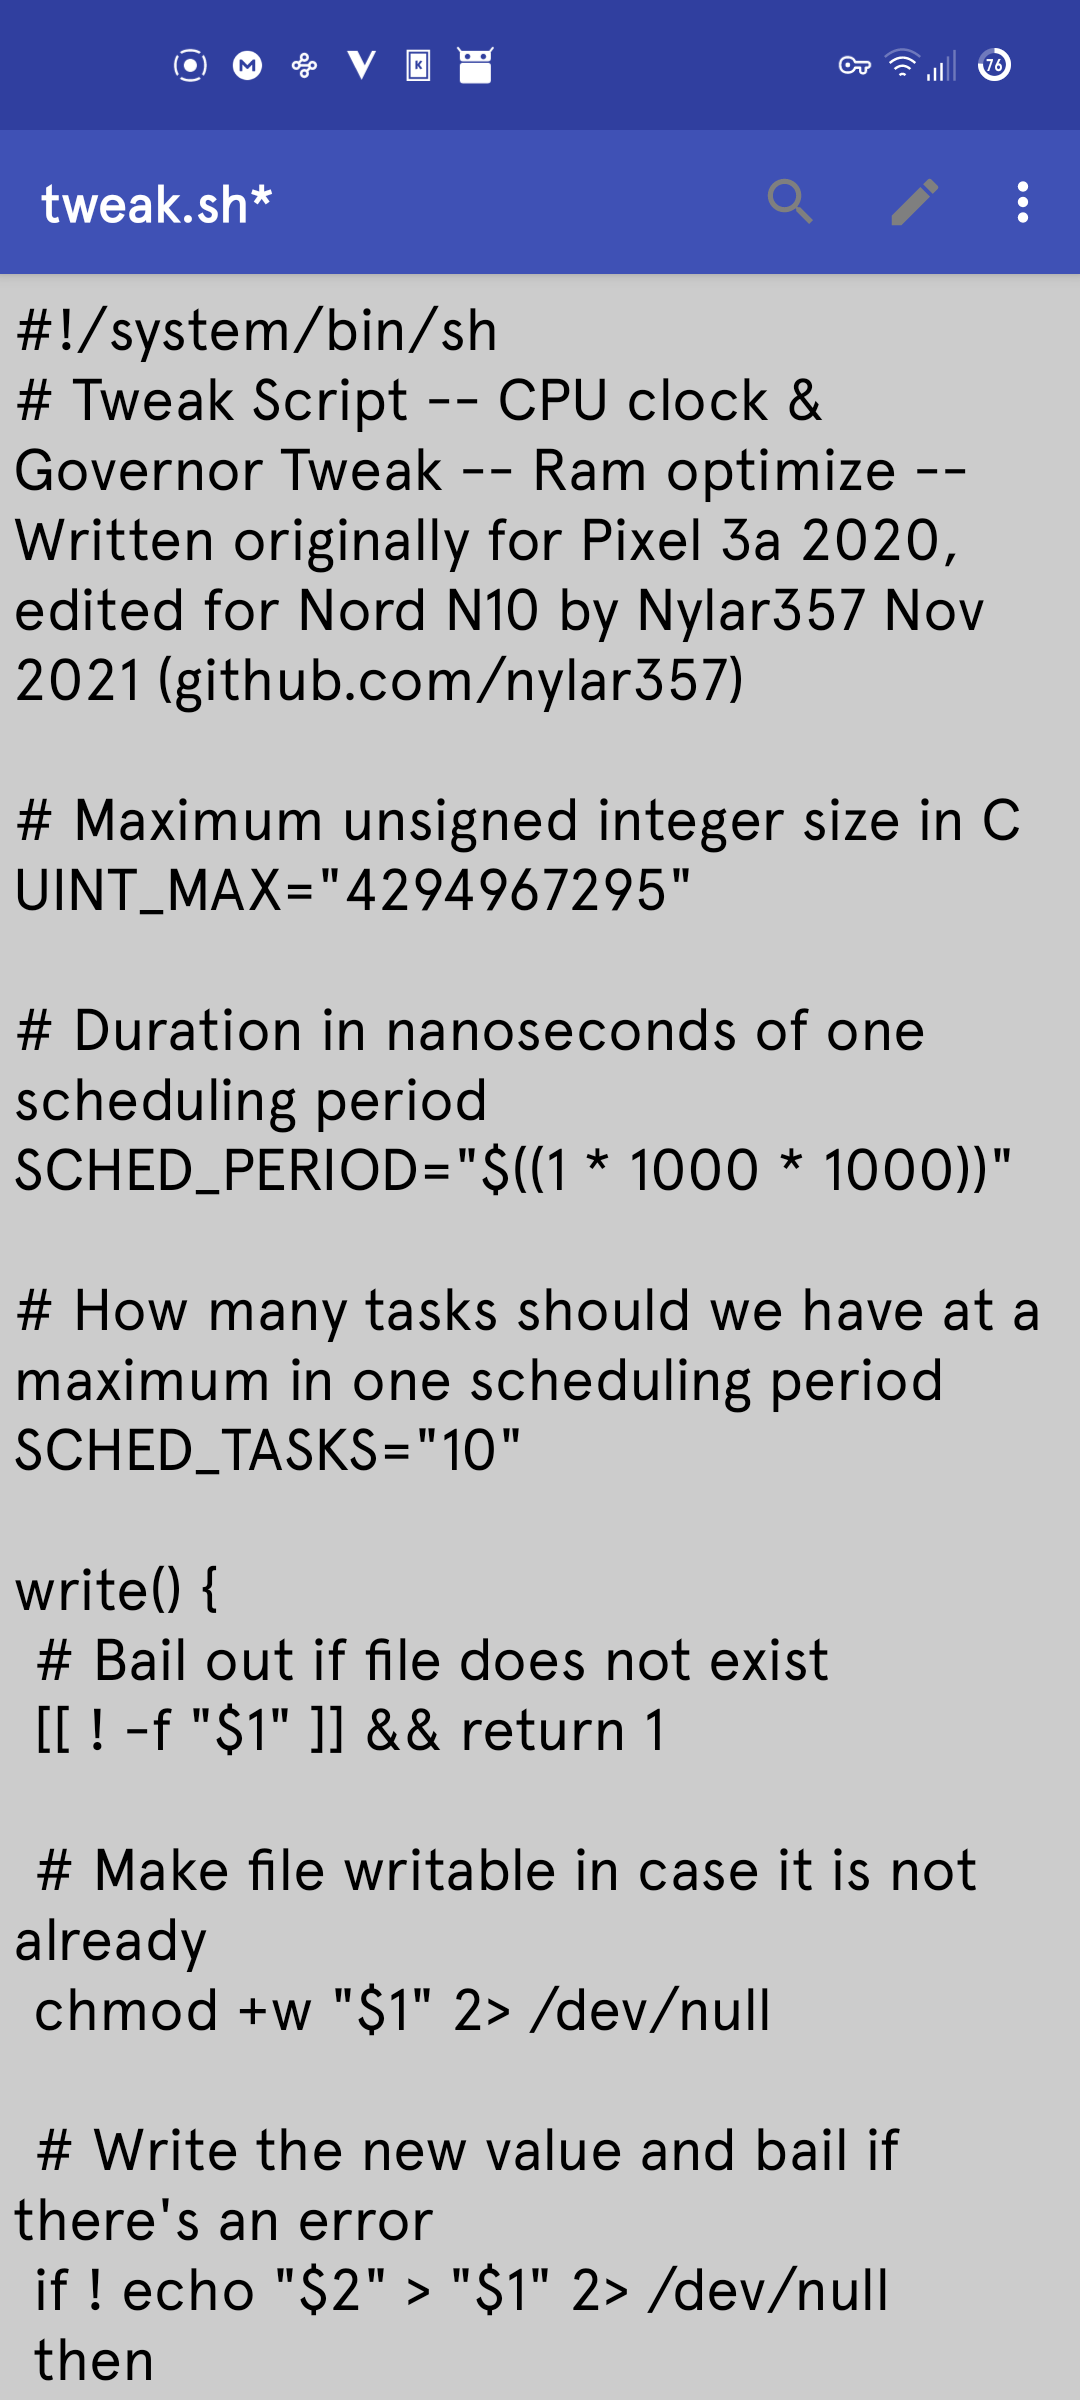 76
tweak.sh*
#!/system/bin/sh
# Tweak Script -- CPU clock &
Governor Tweak -- Ram optimize --
Written originally for Pixel 3a 2020,
edited for Nord N10 by Nylar357 Nov
2021 (github.com/nylar357)
# Maximum unsigned integer size in C
UINT_MAX="4294967295"
# Duration in nanoseconds of one
scheduling period
SCHED_PERIOD="$((1 * 1000 * 1000))"
# How many tasks should we have at a
maximum in one scheduling period
SCHED_TASKS="10"
write() {
# Bail out if file does not exist
[[ ! -f "$1" ]] && return 1
# Make file writable in case it is not
already
chmod +w "$1" 2> /dev/null
# Write the new value and bail if
there's an error
if ! echo "$2" > "$1" 2> /dev/null
then